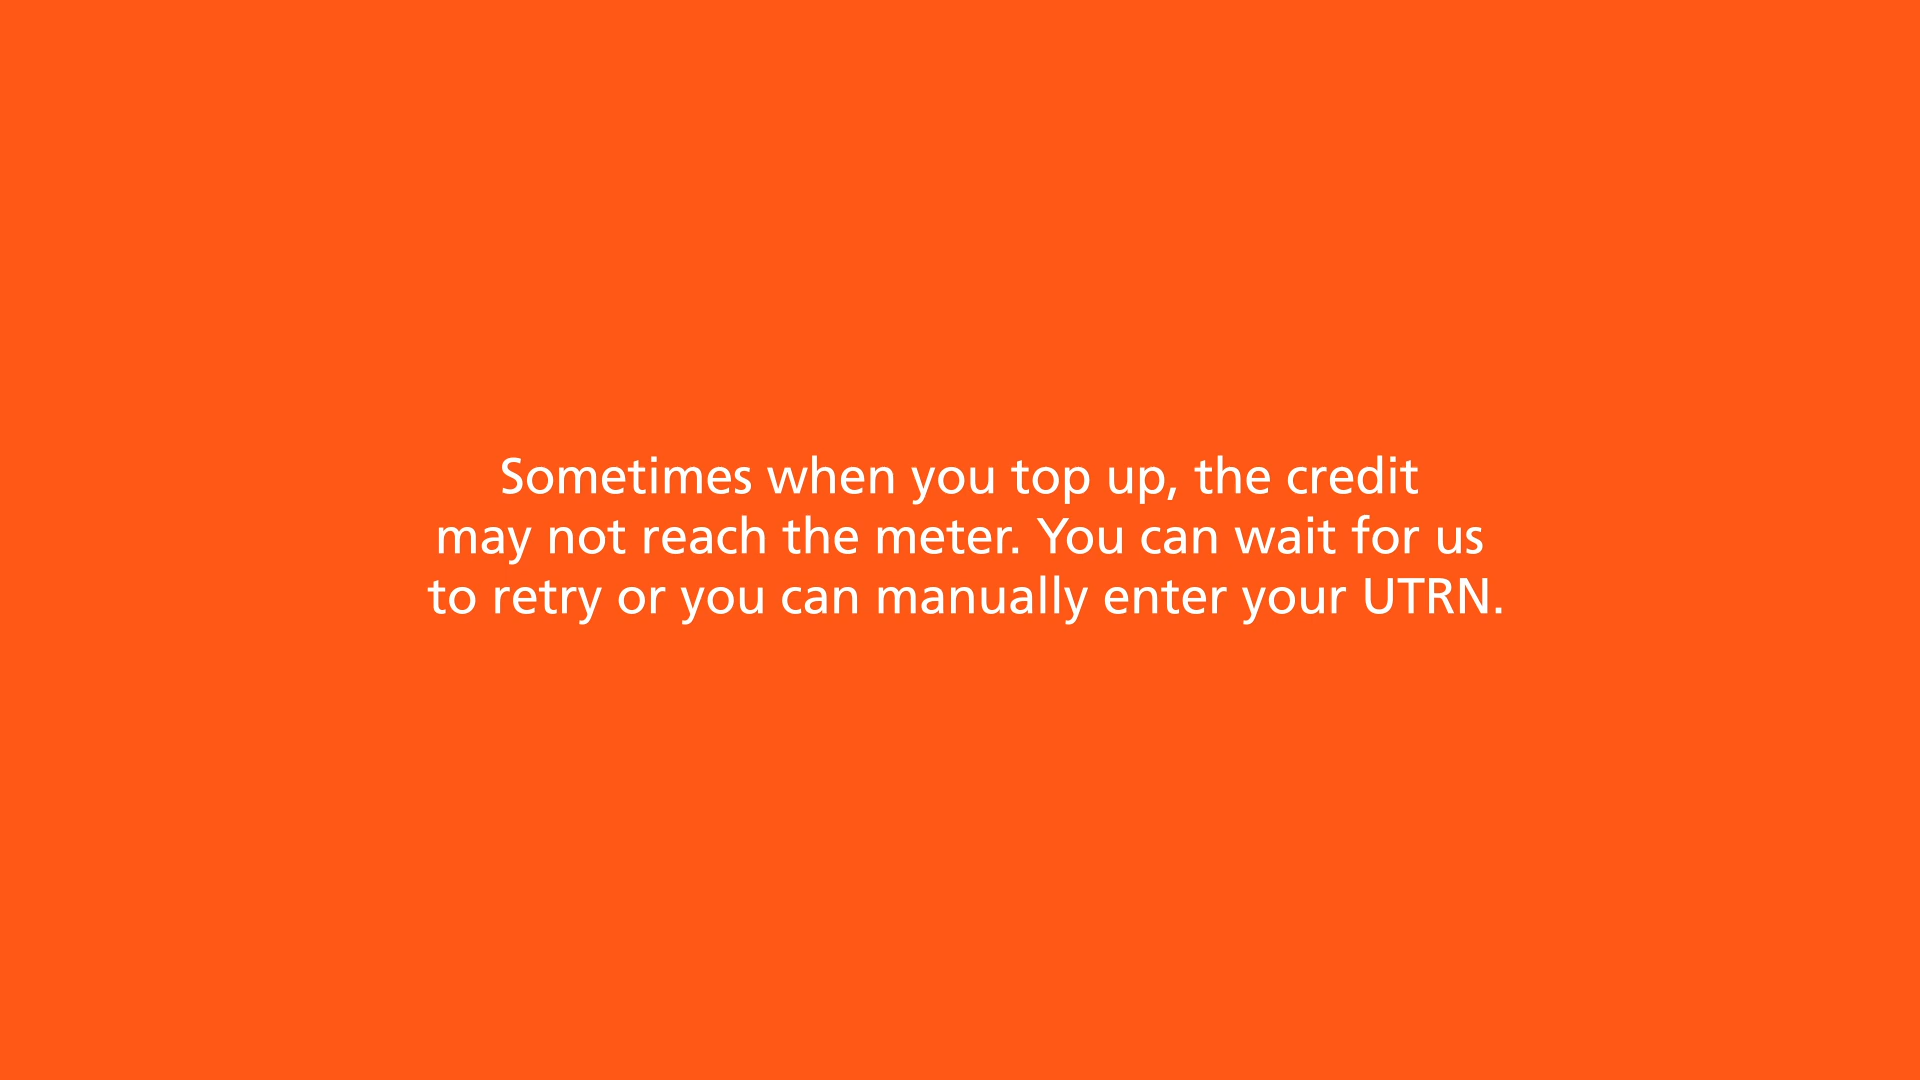 Sometimes when you top up, the credit
may not reach the meter. You can wait for us
to retry or you can manually enter your UTRN.